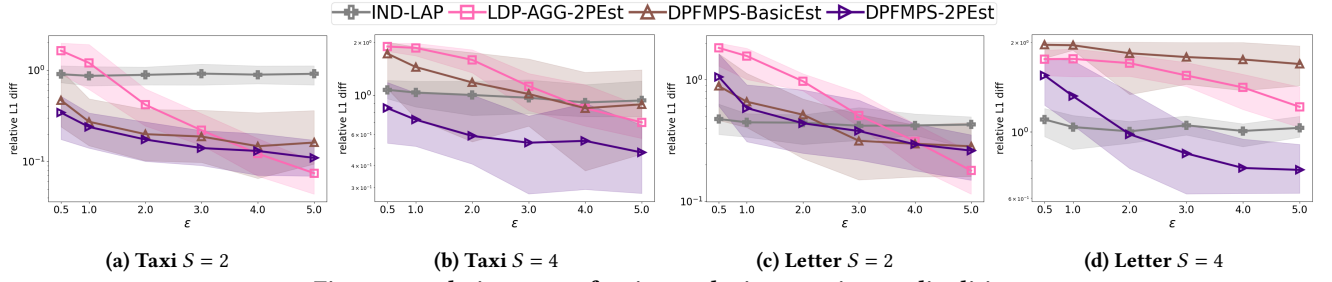 IND-LAP LDP-AGG-2PEst DPFMPS-BasicEst DPFMPS-2PEst
relative L1 diff
10⁰
10⁻¹
0.5 1.0 2.0 3.0 4.0 5.0
ε
(a) Taxi S = 2
relative L1 diff
2×10⁰
10⁰
6×10⁻¹
4×10⁻¹
3×10⁻¹
0.5 1.0 2.0 3.0 4.0 5.0
ε
(b) Taxi S = 4
relative L1 diff
10⁰
10⁻¹
0.5 1.0 2.0 3.0 4.0 5.0
ε
(c) Letter S = 2
relative L1 diff
2×10⁰
10⁰
6×10⁻¹
0.5 1.0 2.0 3.0 4.0 5.0
ε
(d) Letter S = 4